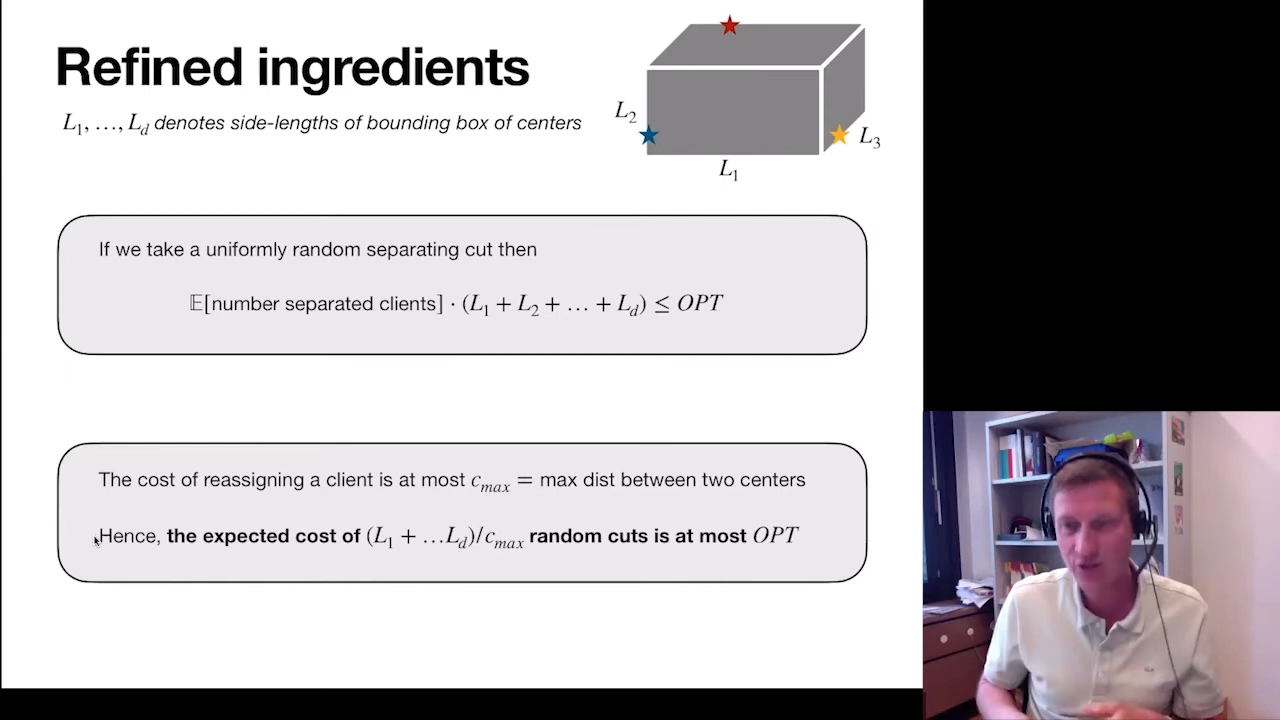 Refined ingredients
L₁, …, L_d denotes side-lengths of bounding box of centers
L₂
L₃
L₁
If we take a uniformly random separating cut then
𝔼[number separated clients] · (L₁ + L₂ + … + L_d) ≤ OPT
The cost of reassigning a client is at most c_max = max dist between two centers
Hence, the expected cost of (L₁ + …L_d)/c_max random cuts is at most OPT